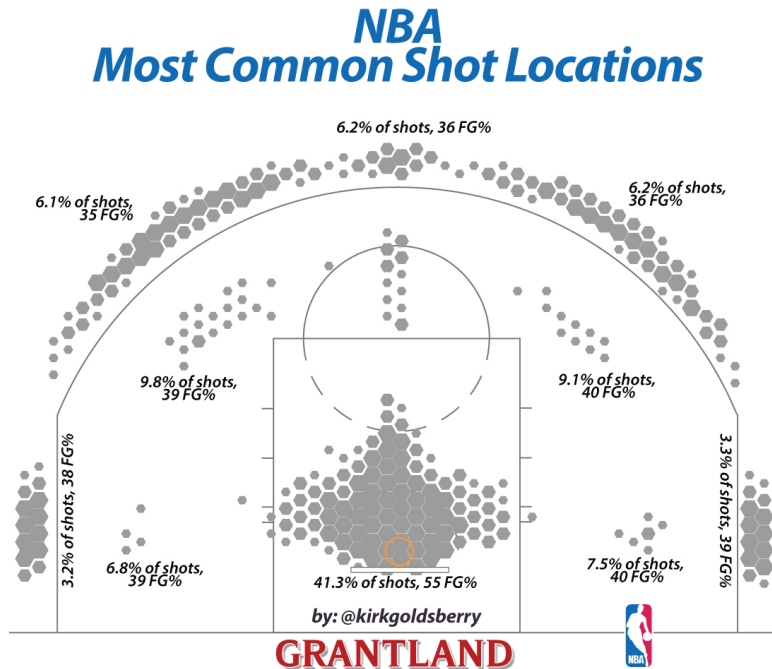 NBA
Most Common Shot Locations
6.2% of shots, 36 FG%
6.1% of shots,
35 FG%
6.2% of shots,
36 FG%
9.8% of shots,
39 FG%
9.1% of shots,
40 FG%
3.2% of shots, 38 FG%
3.3% of shots, 39 FG%
6.8% of shots,
39 FG%
7.5% of shots,
40 FG%
41.3% of shots, 55 FG%
by: @kirkgoldsberry
NBA
GRANTLAND